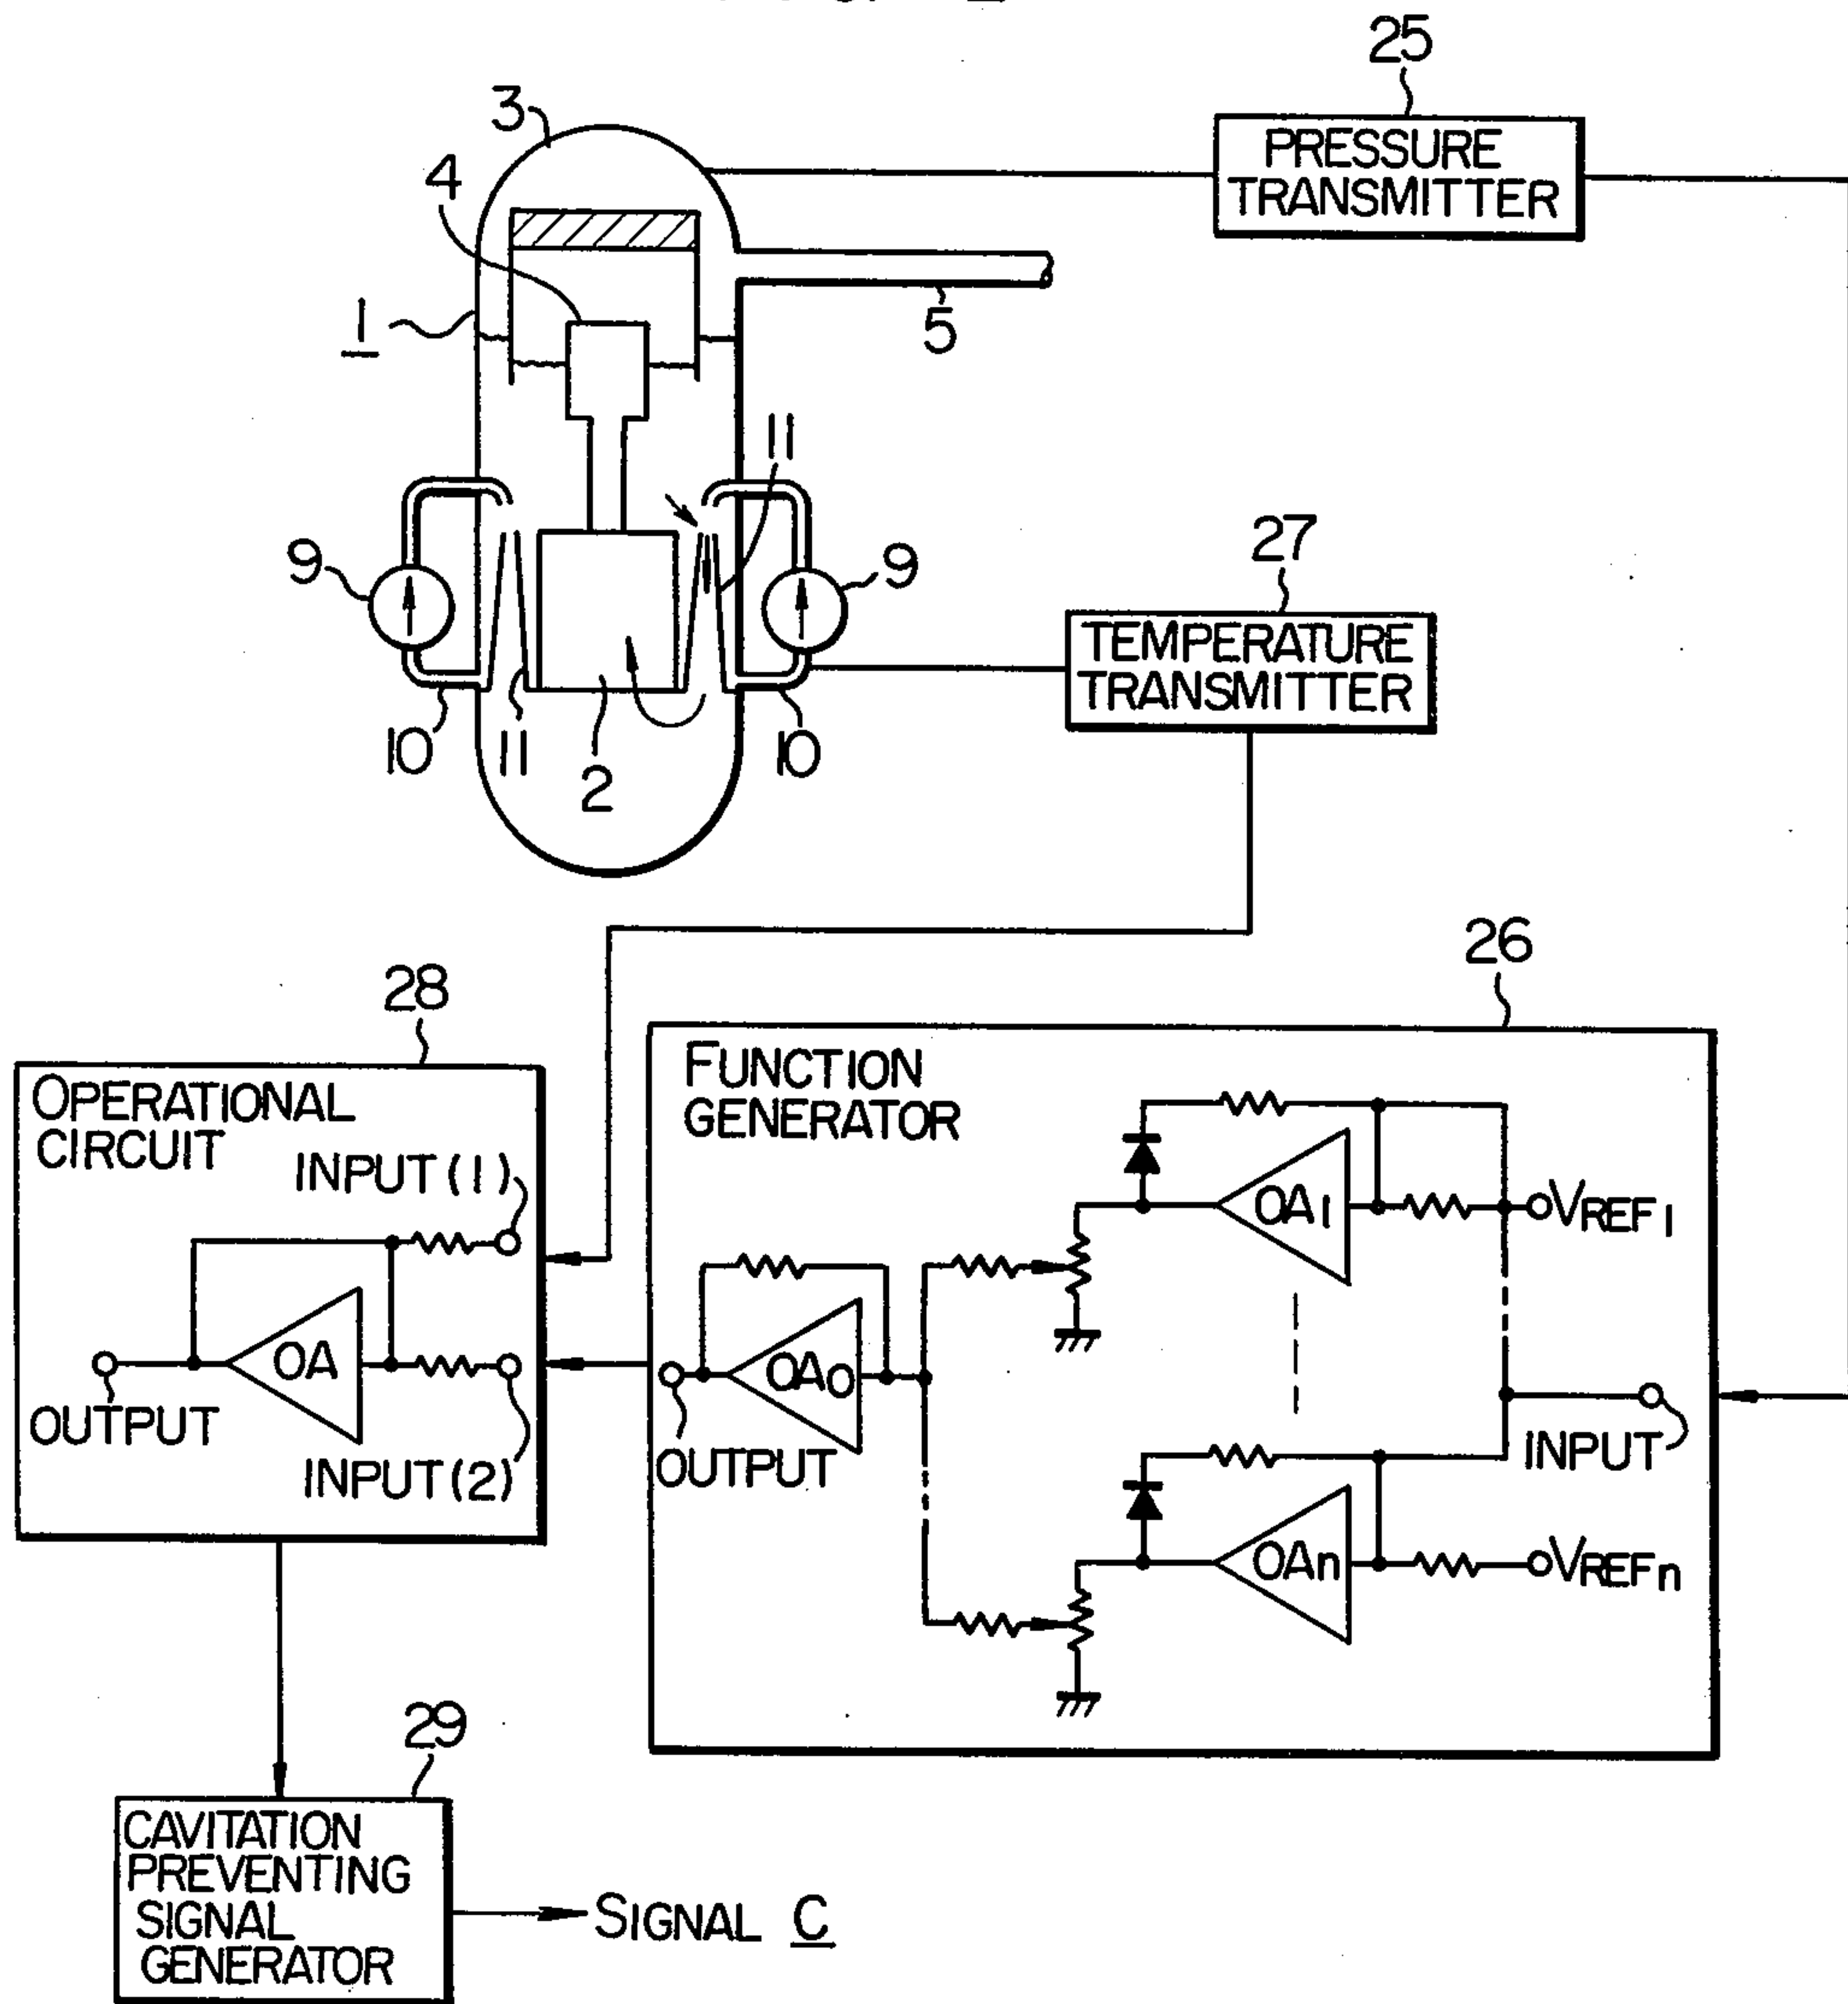 25
PRESSURE
TRANSMITTER
3
4
1
5
11
9
9
27
TEMPERATURE
TRANSMITTER
10
11
2
10
26
28
OPERATIONAL
CIRCUIT
INPUT (1)
OA
OUTPUT
INPUT (2)
FUNCTION
GENERATOR
OA1
VREF1
OA0
OUTPUT
INPUT
OAn
VREFn
29
CAVITATION
PREVENTING
SIGNAL
GENERATOR
SIGNAL C